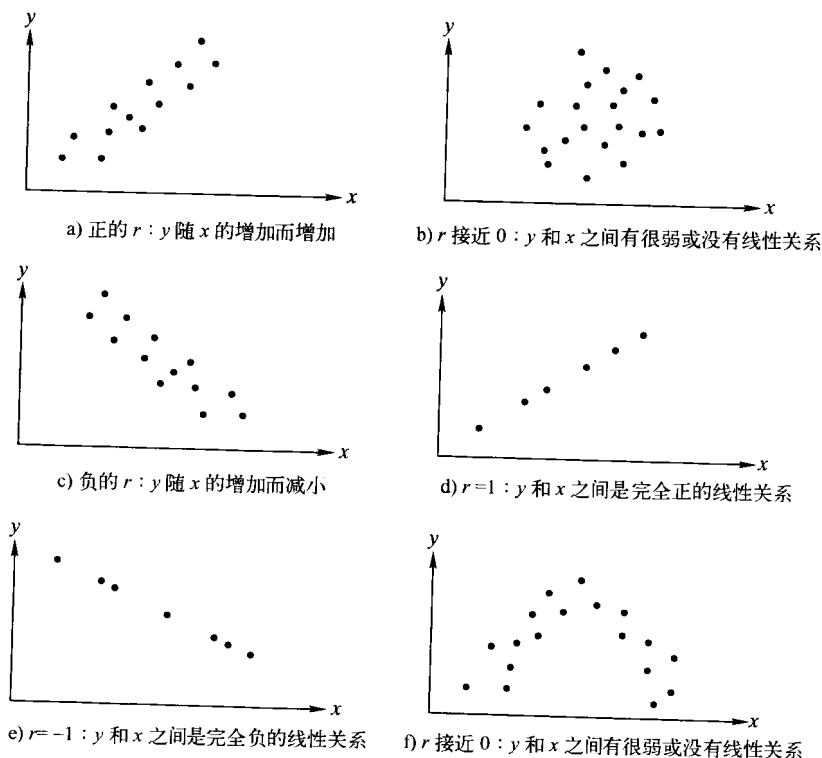 y
y
x
x
a) 正的 r：y 随 x 的增加而增加
b) r 接近 0：y 和 x 之间有很弱或没有线性关系
y
y
x
x
c) 负的 r：y 随 x 的增加而减小
d) r=1：y 和 x 之间是完全正的线性关系
y
y
x
x
e) r=-1：y 和 x 之间是完全负的线性关系
f) r 接近 0：y 和 x 之间有很弱或没有线性关系